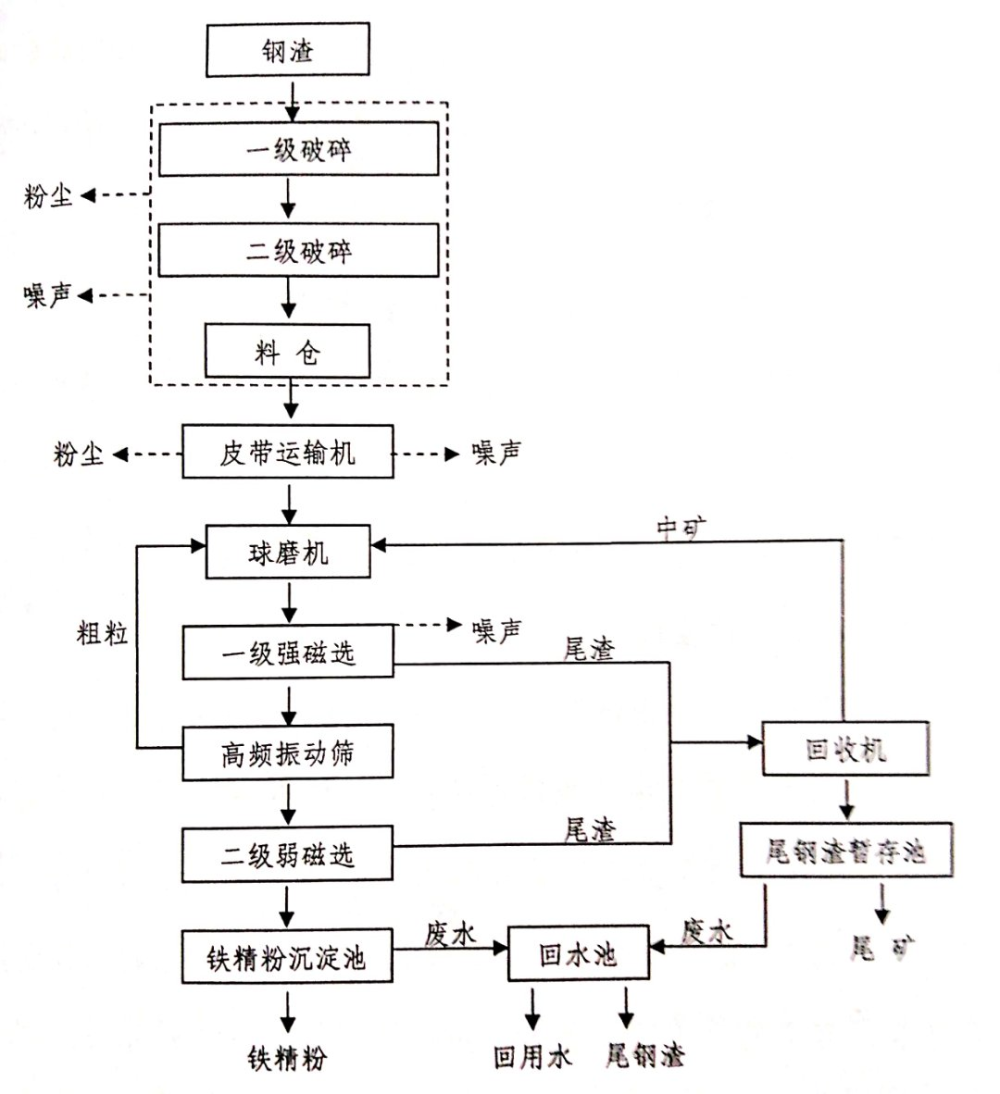 钢渣
一级破碎
粉尘
二级破碎
噪声
料 仓
粉尘
皮带运输机
噪声
中矿
球磨机
粗粒
噪声
一级强磁选
尾渣
高频振动筛
回收机
尾渣
二级弱磁选
尾钢渣暂存池
废水
废水
铁精粉沉淀池
回水池
尾 矿
铁精粉
回用水
尾钢渣